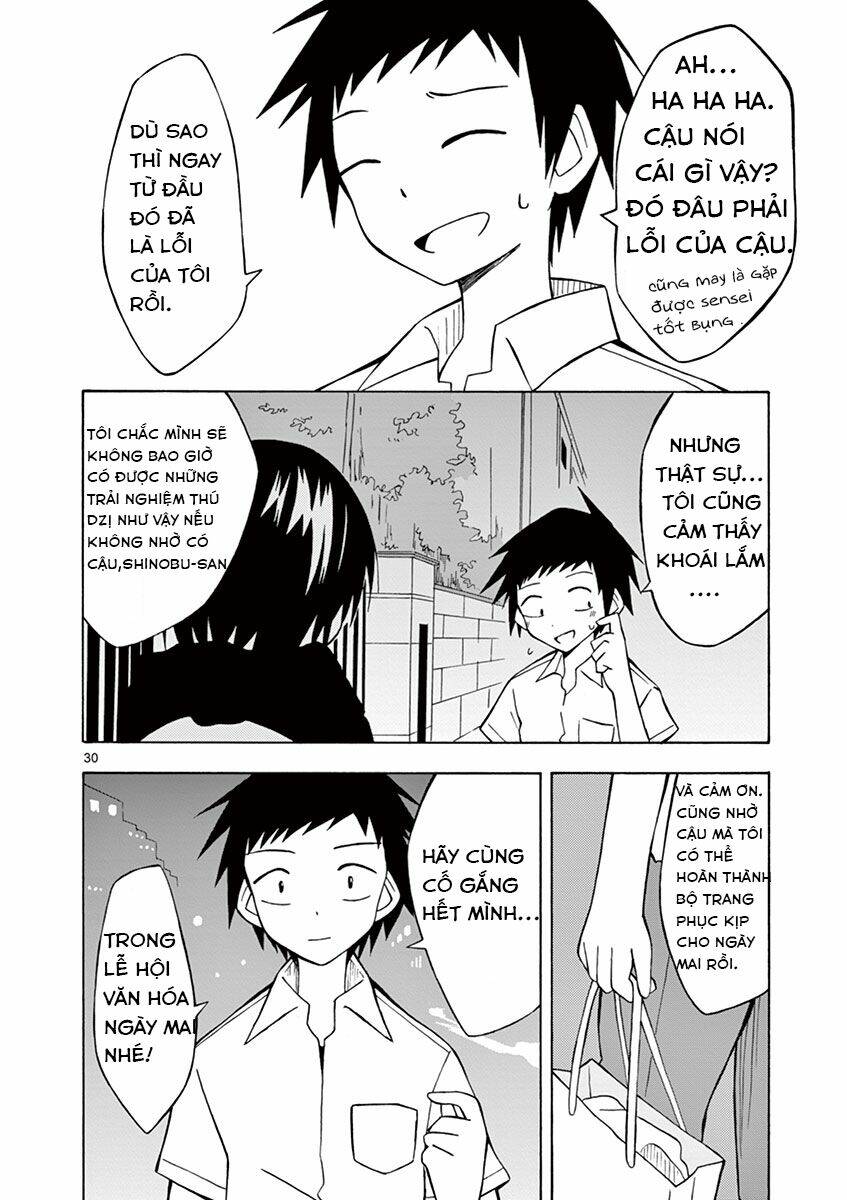 AH...
HA HA HA.
CẬU NÓI
CÁI GÌ VẬY?
ĐÓ ĐÂU PHẢI
LỖI CỦA CẬU.
cũng may là gặp
được sensei
tốt bụng.
DÙ SAO
THÌ NGAY
TỪ ĐẦU
ĐÓ ĐÃ
LÀ LỖI
CỦA TÔI
RỒI.
NHƯNG
THẬT SỰ...
TÔI CŨNG
CẢM THẤY
KHOÁI LẮM
....
TÔI CHẮC MÌNH SẼ
KHÔNG BAO GIỜ
CÓ ĐƯỢC NHỮNG
TRẢI NGHIỆM THÚ
DZỊ NHƯ VẬY NẾU
KHÔNG NHỜ CÓ
CẬU,SHINOBU-SAN
30
VÀ CẢM ƠN.
CŨNG NHỜ
CẬU MÀ TÔI
CÓ THỂ
HOÀN THÀNH
BỘ TRANG
PHỤC KỊP
CHO NGÀY
MAI RỒI.
HÃY CÙNG
CỐ GẮNG
HẾT MÌNH...
TRONG
LỄ HỘI
VĂN HÓA
NGÀY MAI
NHÉ!